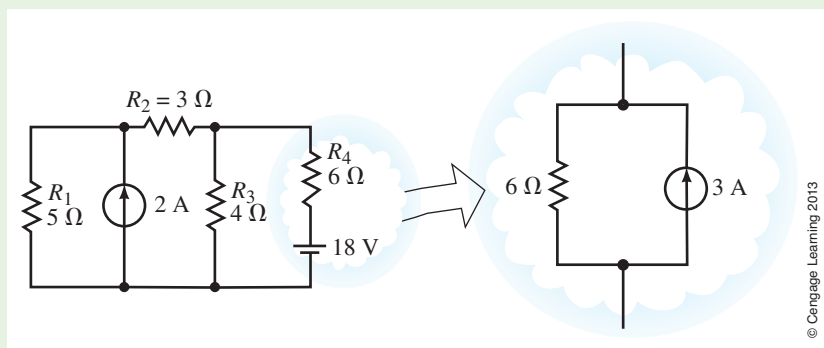 R2 = 3 Ω
R1
5 Ω
2 A
R3
4 Ω
R4
6 Ω
18 V
6 Ω
3 A
© Cengage Learning 2013